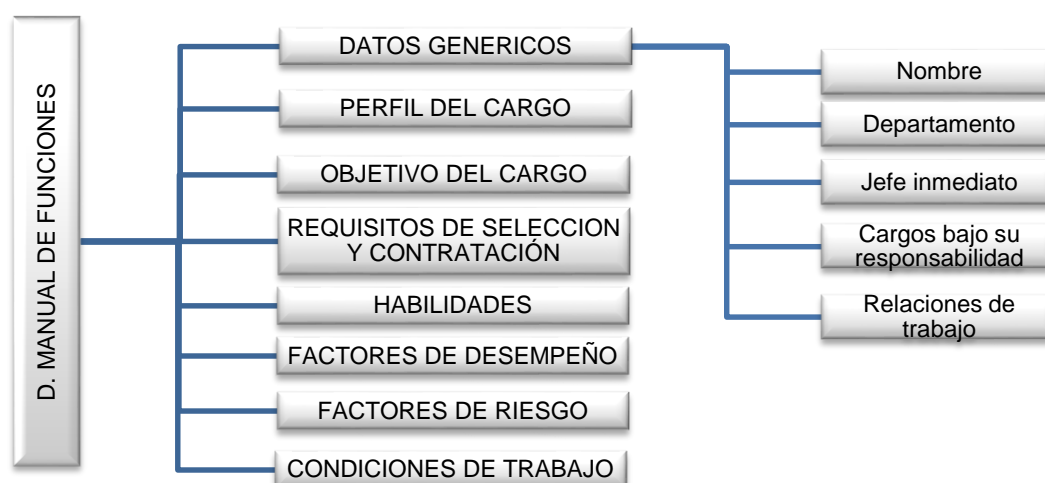 D. MANUAL DE FUNCIONES
DATOS GENERICOS
PERFIL DEL CARGO
OBJETIVO DEL CARGO
REQUISITOS DE SELECCION
Y CONTRATACIÓN
HABILIDADES
FACTORES DE DESEMPEÑO
FACTORES DE RIESGO
CONDICIONES DE TRABAJO
Nombre
Departamento
Jefe inmediato
Cargos bajo su
responsabilidad
Relaciones de
trabajo